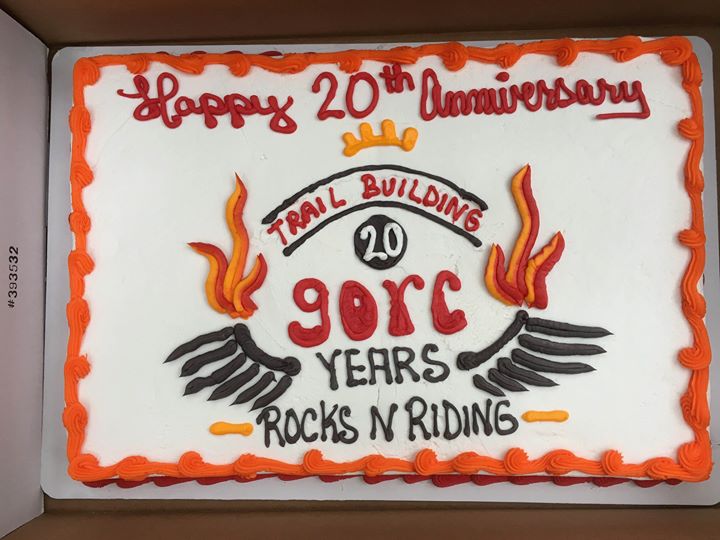 Happy 20th Anniversary
TRAIL BUILDING
20
gorc
YEARS
ROCKS N RIDING
#393532